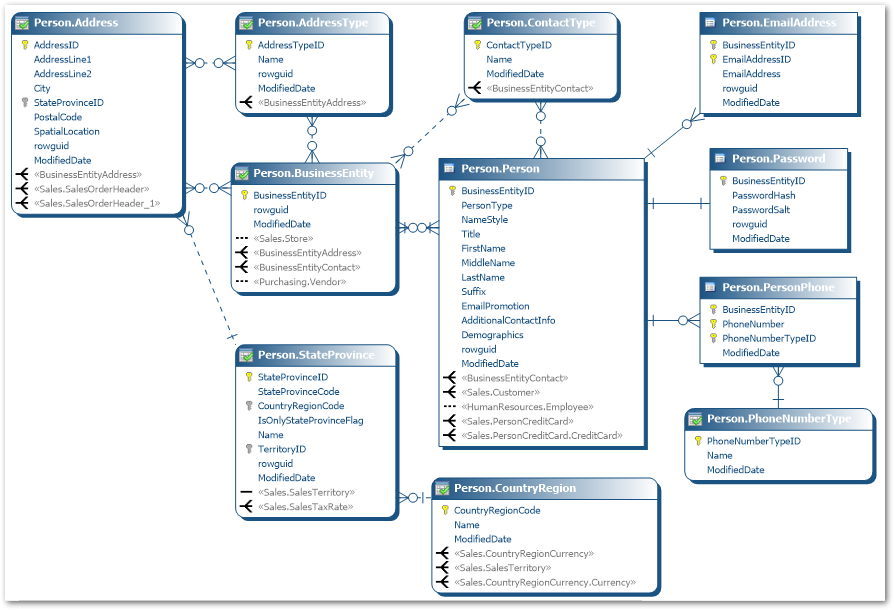 Person.Address
AddressID
AddressLine1
AddressLine2
City
StateProvinceID
PostalCode
SpatialLocation
rowguid
ModifiedDate
«BusinessEntityAddress»
«Sales.SalesOrderHeader»
«Sales.SalesOrderHeader_1»
Person.AddressType
AddressTypeID
Name
rowguid
ModifiedDate
«BusinessEntityAddress»
Person.ContactType
ContactTypeID
Name
ModifiedDate
«BusinessEntityContact»
Person.EmailAddress
BusinessEntityID
EmailAddressID
EmailAddress
rowguid
ModifiedDate
Person.BusinessEntity
BusinessEntityID
rowguid
ModifiedDate
«Sales.Store»
«BusinessEntityAddress»
«BusinessEntityContact»
«Purchasing.Vendor»
Person.Person
BusinessEntityID
PersonType
NameStyle
Title
FirstName
MiddleName
LastName
Suffix
EmailPromotion
AdditionalContactInfo
Demographics
rowguid
ModifiedDate
«BusinessEntityContact»
«Sales.Customer»
«HumanResources.Employee»
«Sales.PersonCreditCard»
«Sales.PersonCreditCard.CreditCard»
Person.Password
BusinessEntityID
PasswordHash
PasswordSalt
rowguid
ModifiedDate
Person.PersonPhone
BusinessEntityID
PhoneNumber
PhoneNumberTypeID
ModifiedDate
Person.StateProvince
StateProvinceID
StateProvinceCode
CountryRegionCode
IsOnlyStateProvinceFlag
Name
TerritoryID
rowguid
ModifiedDate
«Sales.SalesTerritory»
«Sales.SalesTaxRate»
Person.PhoneNumberType
PhoneNumberTypeID
Name
ModifiedDate
Person.CountryRegion
CountryRegionCode
Name
ModifiedDate
«Sales.CountryRegionCurrency»
«Sales.SalesTerritory»
«Sales.CountryRegionCurrency.Currency»